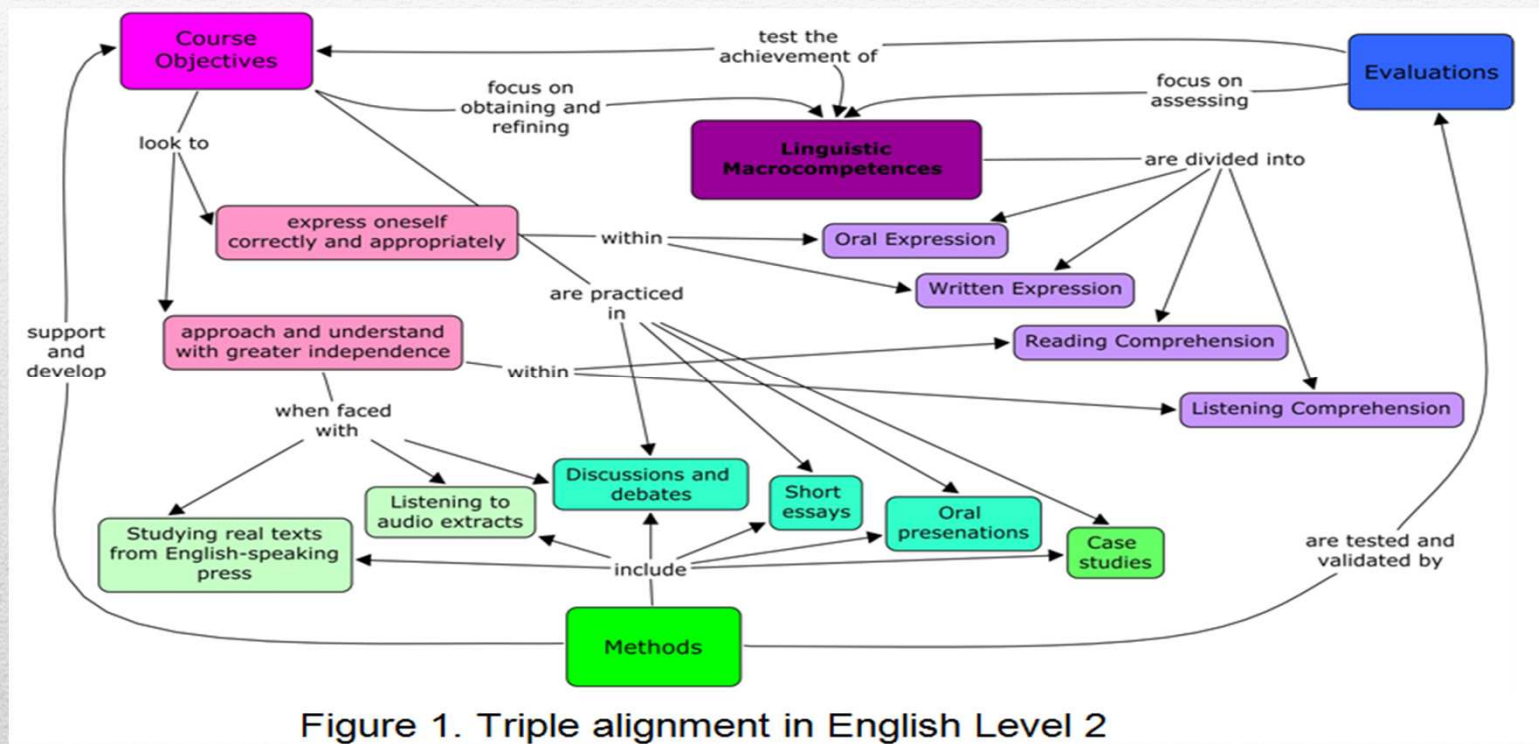 Course
Objectives
test the
achievement of
Evaluations
focus on
obtaining and
refining
focus on
assessing
look to
Linguistic
Macrocompetences
are divided into
express oneself
correctly and appropriately
within
Oral Expression
Written Expression
are practiced
in
support
and
develop
approach and understand
with greater independence
within
Reading Comprehension
Listening Comprehension
when faced
with
Discussions and
debates
Listening to
audio extracts
Short
essays
Oral
presenations
Studying real texts
from English-speaking
press
Case
studies
include
are tested and
validated by
Methods
Figure 1. Triple alignment in English Level 2